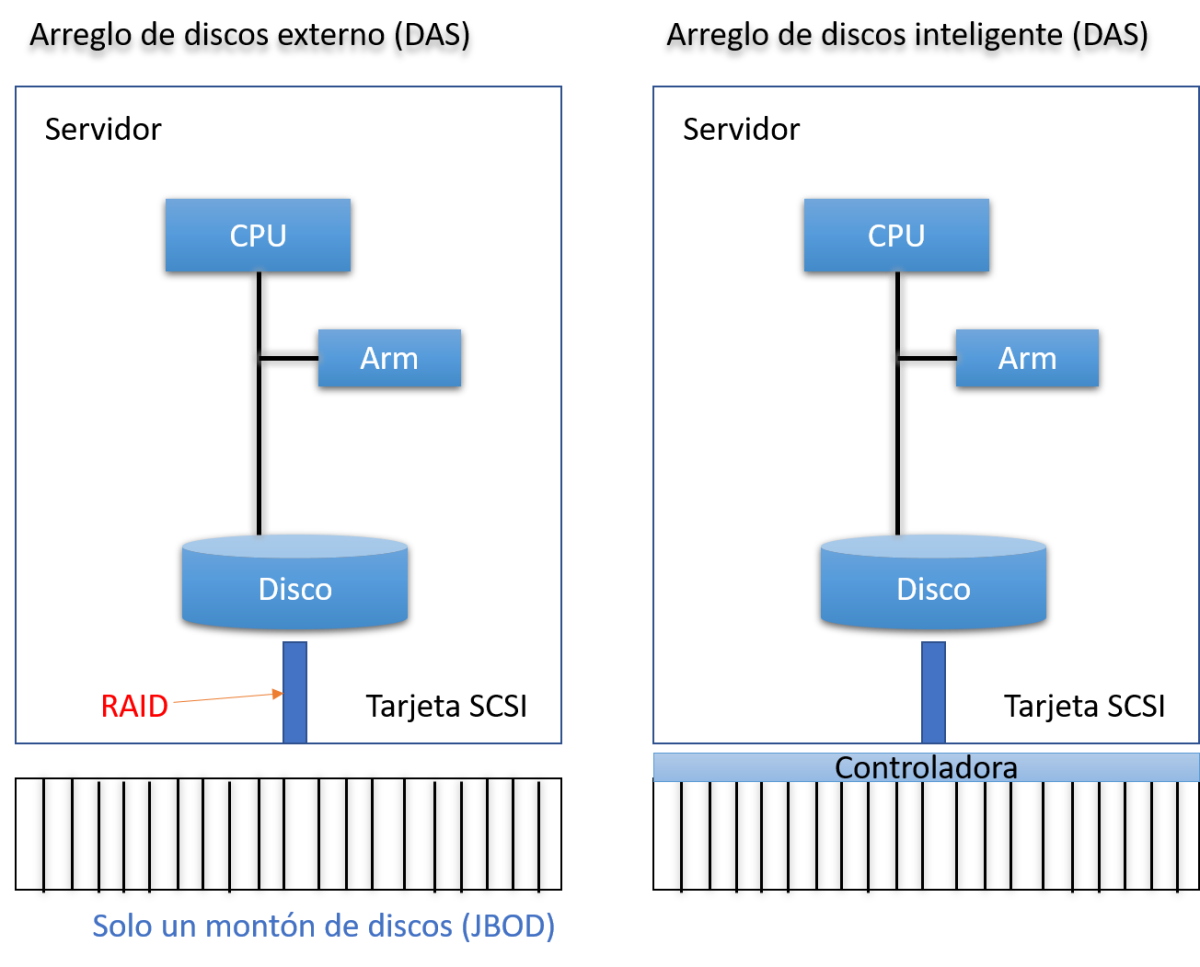 Arreglo de discos externo (DAS)
Servidor
CPU
Arm
Disco
RAID
Tarjeta SCSI
Solo un montón de discos (JBOD)
Arreglo de discos inteligente (DAS)
Servidor
CPU
Arm
Disco
Tarjeta SCSI
Controladora